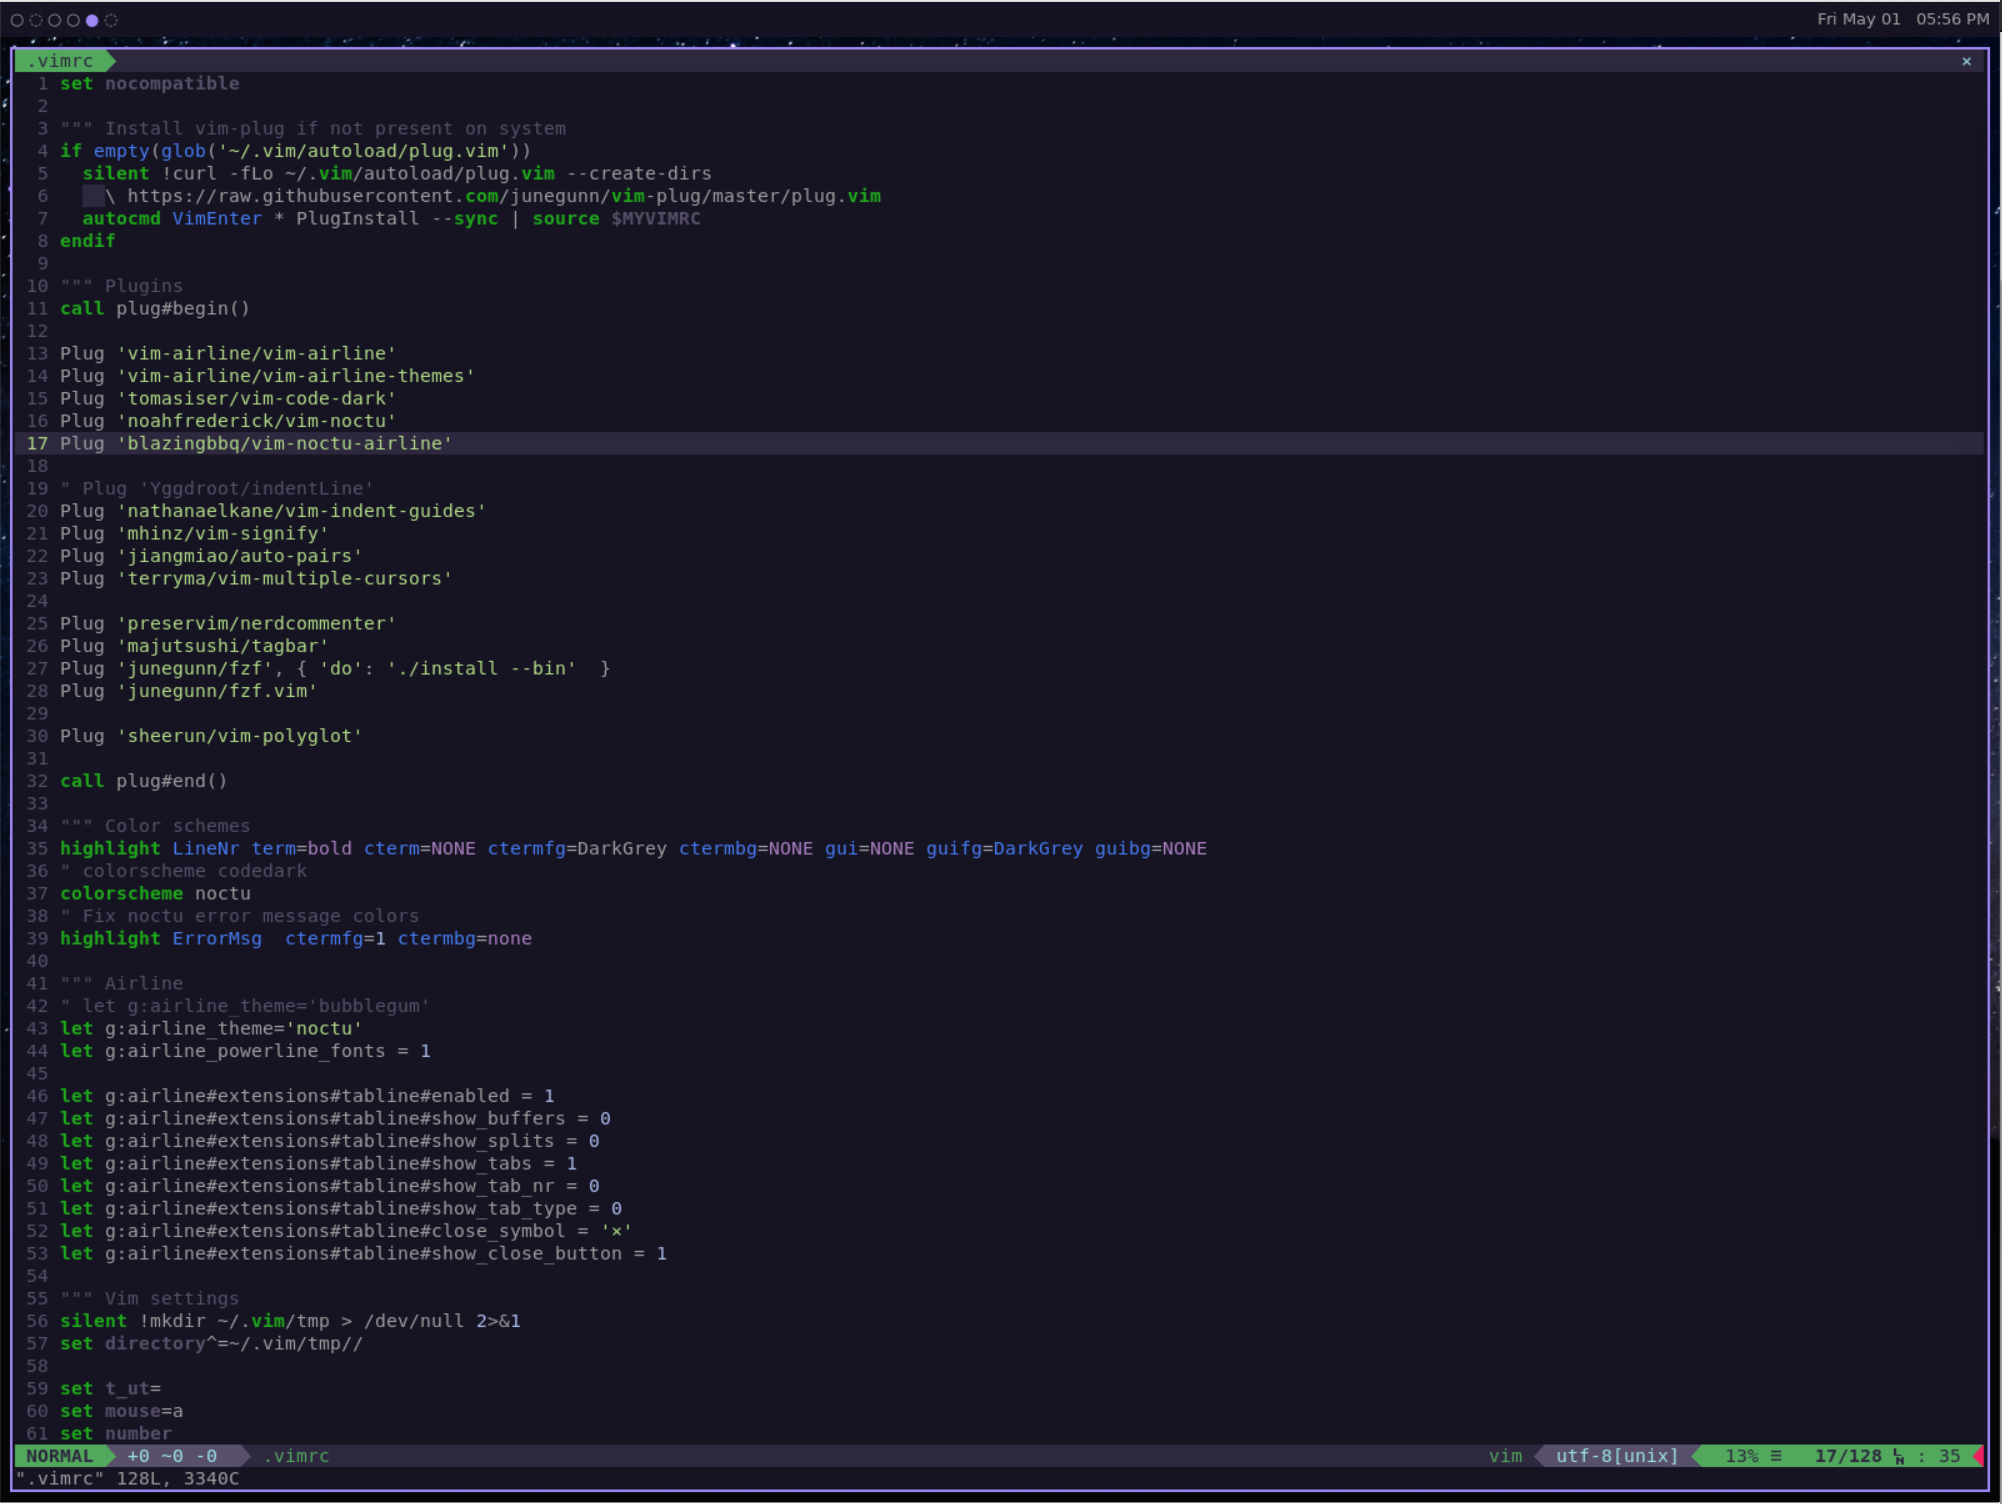 Fri May 01 05:56 PM
.vimrc ×
1 set nocompatible
2
3 """ Install vim-plug if not present on system
4 if empty(glob('~/.vim/autoload/plug.vim'))
5   silent !curl -fLo ~/.vim/autoload/plug.vim --create-dirs
6     \ https://raw.githubusercontent.com/junegunn/vim-plug/master/plug.vim
7   autocmd VimEnter * PlugInstall --sync | source $MYVIMRC
8 endif
9
10 """ Plugins
11 call plug#begin()
12
13 Plug 'vim-airline/vim-airline'
14 Plug 'vim-airline/vim-airline-themes'
15 Plug 'tomasiser/vim-code-dark'
16 Plug 'noahfrederick/vim-noctu'
17 Plug 'blazingbbq/vim-noctu-airline'
18
19 " Plug 'Yggdroot/indentLine'
20 Plug 'nathanaelkane/vim-indent-guides'
21 Plug 'mhinz/vim-signify'
22 Plug 'jiangmiao/auto-pairs'
23 Plug 'terryma/vim-multiple-cursors'
24
25 Plug 'preservim/nerdcommenter'
26 Plug 'majutsushi/tagbar'
27 Plug 'junegunn/fzf', { 'do': './install --bin'  }
28 Plug 'junegunn/fzf.vim'
29
30 Plug 'sheerun/vim-polyglot'
31
32 call plug#end()
33
34 """ Color schemes
35 highlight LineNr term=bold cterm=NONE ctermfg=DarkGrey ctermbg=NONE gui=NONE guifg=DarkGrey guibg=NONE
36 " colorscheme codedark
37 colorscheme noctu
38 " Fix noctu error message colors
39 highlight ErrorMsg  ctermfg=1 ctermbg=none
40
41 """ Airline
42 " let g:airline_theme='bubblegum'
43 let g:airline_theme='noctu'
44 let g:airline_powerline_fonts = 1
45
46 let g:airline#extensions#tabline#enabled = 1
47 let g:airline#extensions#tabline#show_buffers = 0
48 let g:airline#extensions#tabline#show_splits = 0
49 let g:airline#extensions#tabline#show_tabs = 1
50 let g:airline#extensions#tabline#show_tab_nr = 0
51 let g:airline#extensions#tabline#show_tab_type = 0
52 let g:airline#extensions#tabline#close_symbol = '×'
53 let g:airline#extensions#tabline#show_close_button = 1
54
55 """ Vim settings
56 silent !mkdir ~/.vim/tmp > /dev/null 2>&1
57 set directory^=~/.vim/tmp//
58
59 set t_ut=
60 set mouse=a
61 set number
NORMAL +0 ~0 -0 .vimrc vim utf-8[unix] 13% ☰ 17/128  : 35
".vimrc" 128L, 3340C